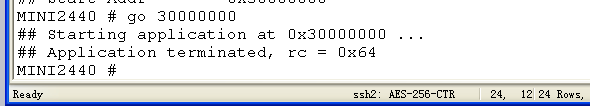 MINI2440 # go 30000000
## Starting application at 0x30000000 ...
## Application terminated, rc = 0x64
MINI2440 #
Ready ssh2: AES-256-CTR 24, 12 24 Rows,